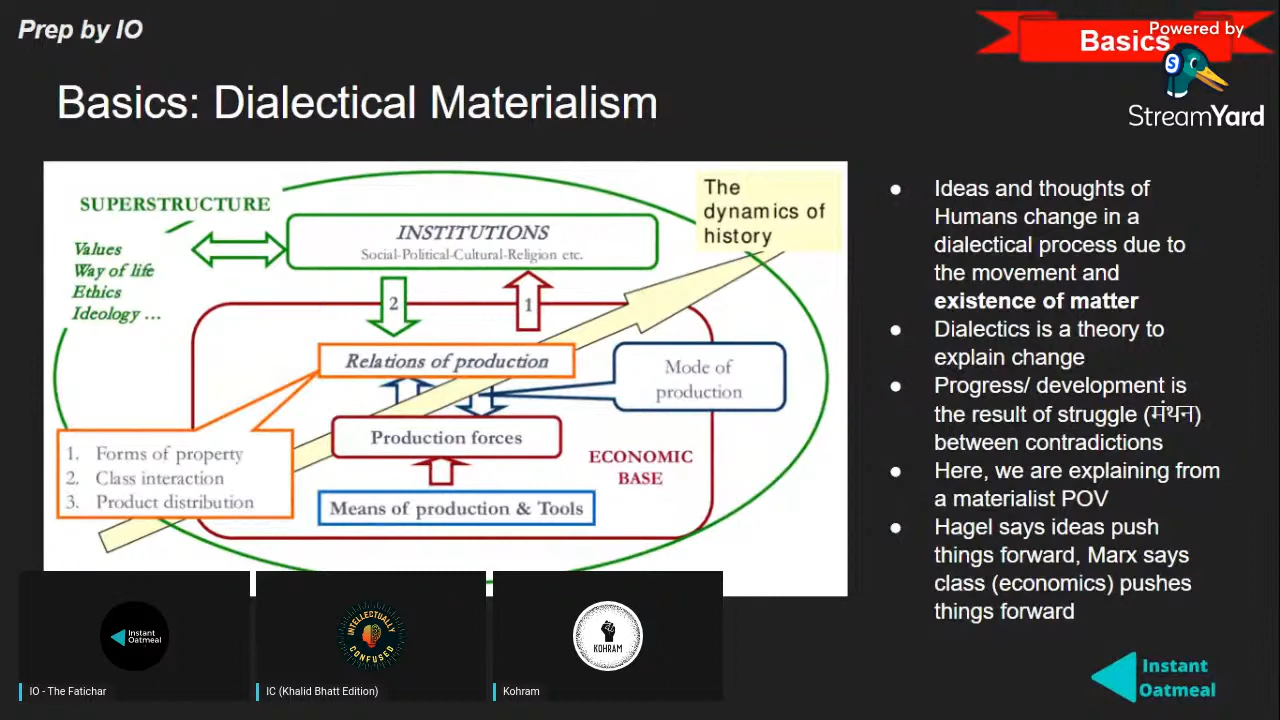 Prep by IO
Basics
Powered by
S
StreamYard
Basics: Dialectical Materialism
SUPERSTRUCTURE
Values
Way of life
Ethics
Ideology ...
INSTITUTIONS
Social-Political-Cultural-Religion etc.
The
dynamics of
history
2
1
Relations of production
Mode of
production
Production forces
1. Forms of property
2. Class interaction
3. Product distribution
ECONOMIC
BASE
Means of production & Tools
● Ideas and thoughts of
Humans change in a
dialectical process due to
the movement and
existence of matter
● Dialectics is a theory to
explain change
● Progress/ development is
the result of struggle (मंथन)
between contradictions
● Here, we are explaining from
a materialist POV
● Hagel says ideas push
things forward, Marx says
class (economics) pushes
things forward
Instant
Oatmeal
INTELLECTUALLY
CONFUSED
KOHRAM
IO - The Fatichar
IC (Khalid Bhatt Edition)
Kohram
Instant
Oatmeal